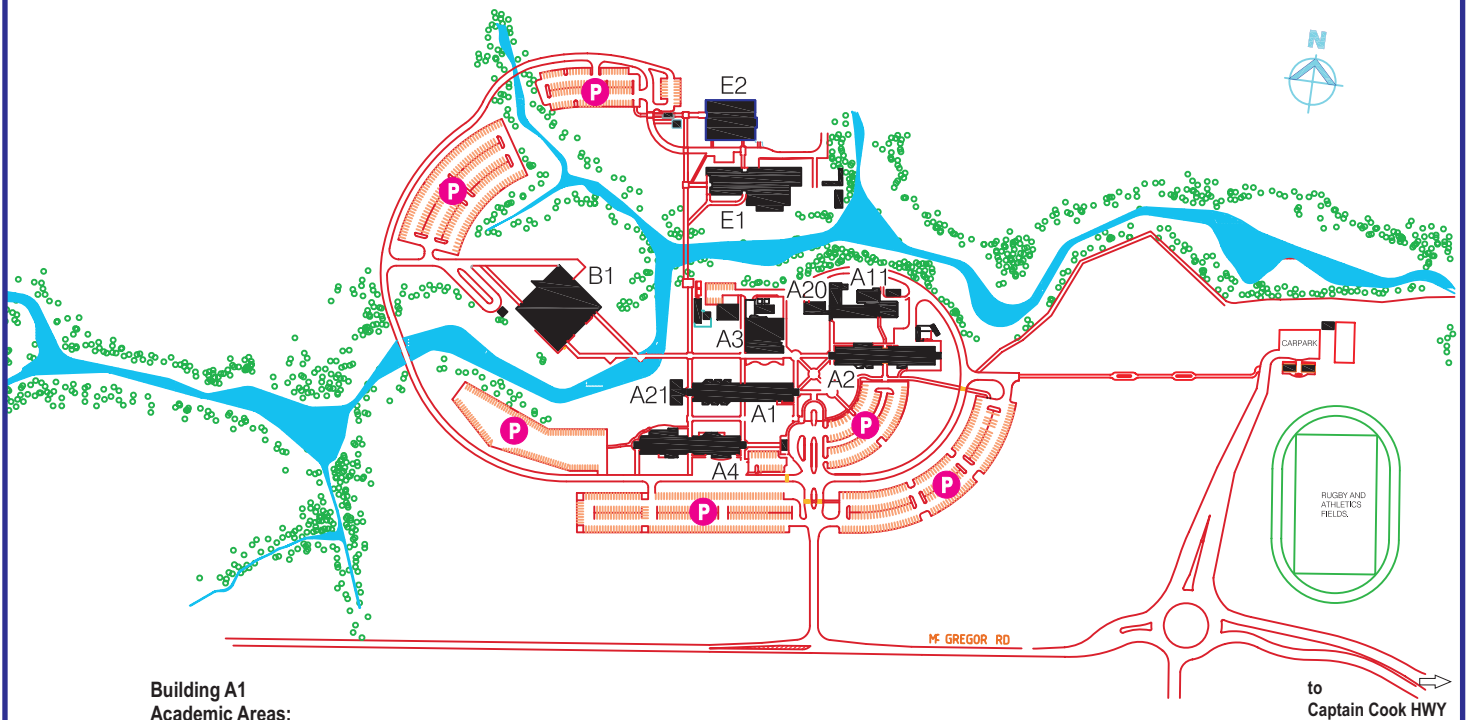 N
P
E2
P
E1
B1
A20
A11
A3
CARPARK
A2
A21
A1
P
P
A4
P
P
RUGBY AND
ATHLETICS
FIELDS.
Mc GREGOR RD
Building A1
Academic Areas:
to
Captain Cook HWY